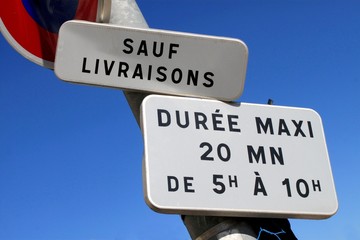 SAUF
LIVRAISONS
DURÉE MAXI
20 MN
DE 5H À 10H